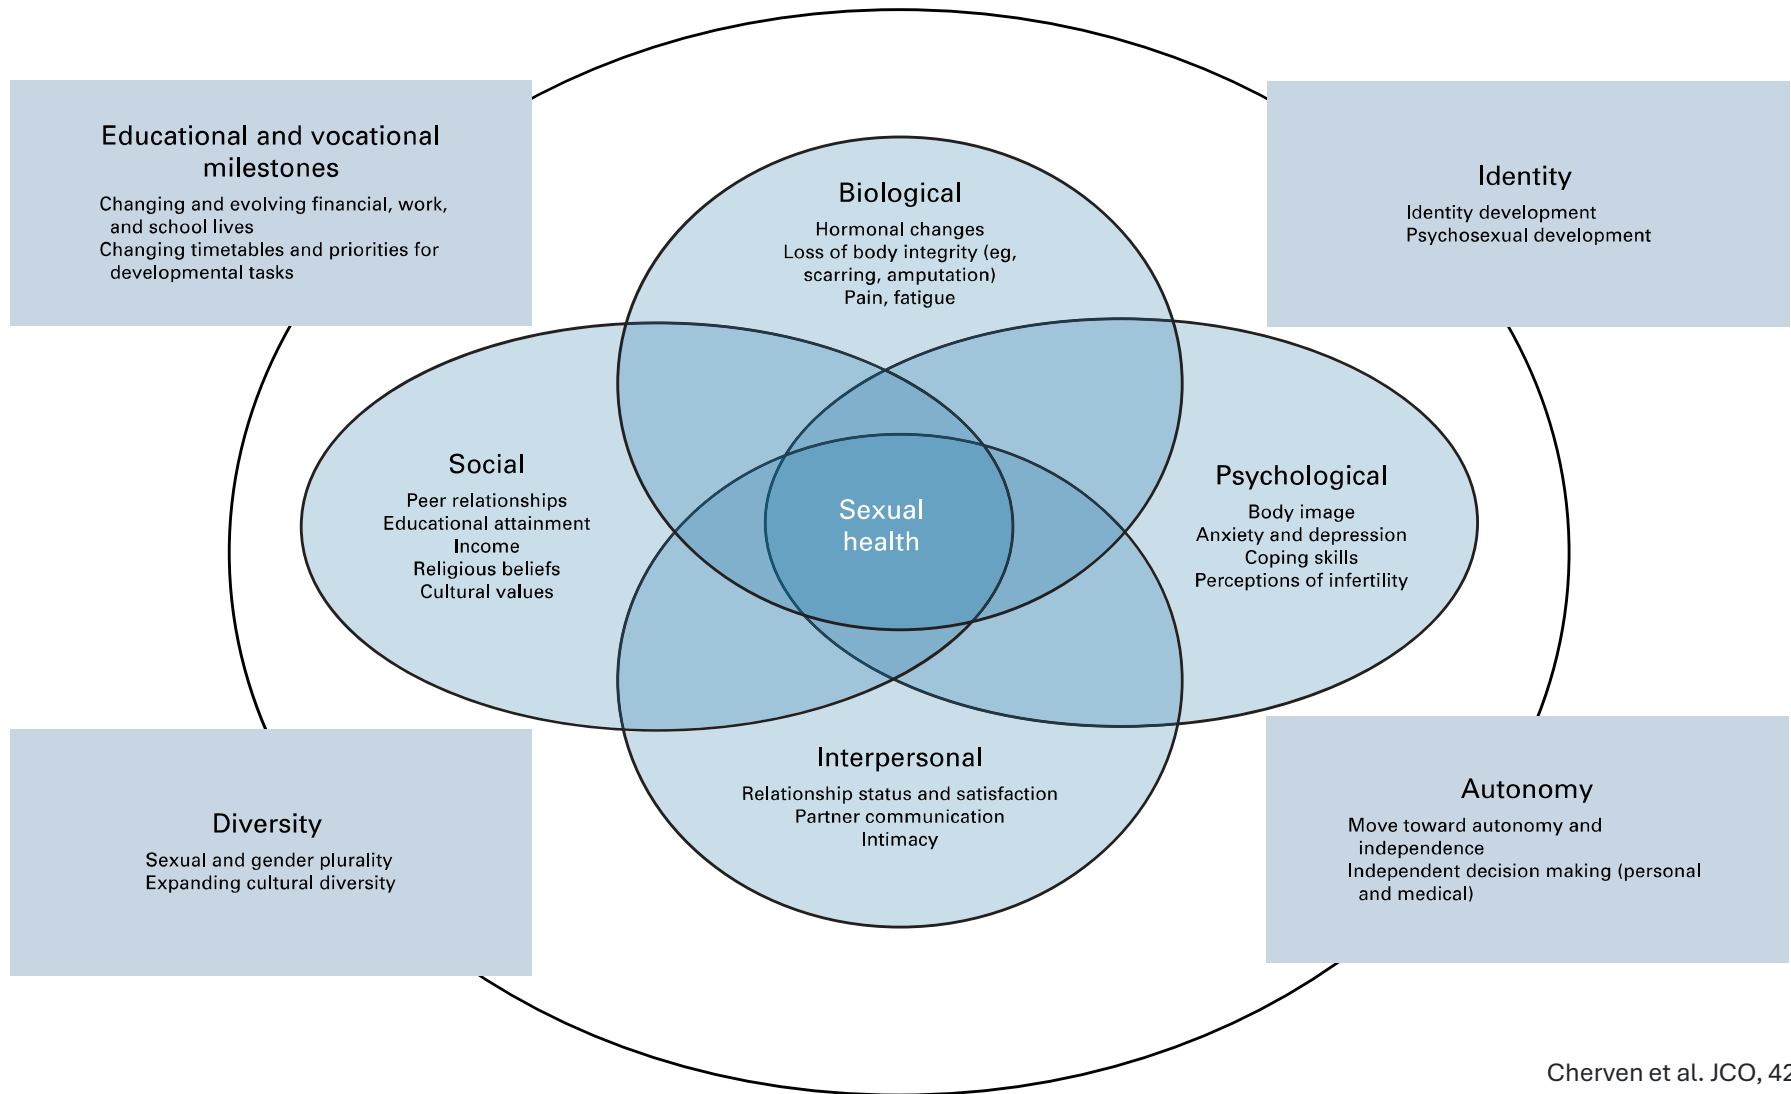 Educational and vocational
milestones
Changing and evolving financial, work,
and school lives
Changing timetables and priorities for
developmental tasks
Biological
Hormonal changes
Loss of body integrity (eg,
scarring, amputation)
Pain, fatigue
Identity
Identity development
Psychosexual development
Social
Peer relationships
Educational attainment
Income
Religious beliefs
Cultural values
Sexual
health
Psychological
Body image
Anxiety and depression
Coping skills
Perceptions of infertility
Interpersonal
Relationship status and satisfaction
Partner communication
Intimacy
Diversity
Sexual and gender plurality
Expanding cultural diversity
Autonomy
Move toward autonomy and
independence
Independent decision making (personal
and medical)
Cherven et al. JCO, 42